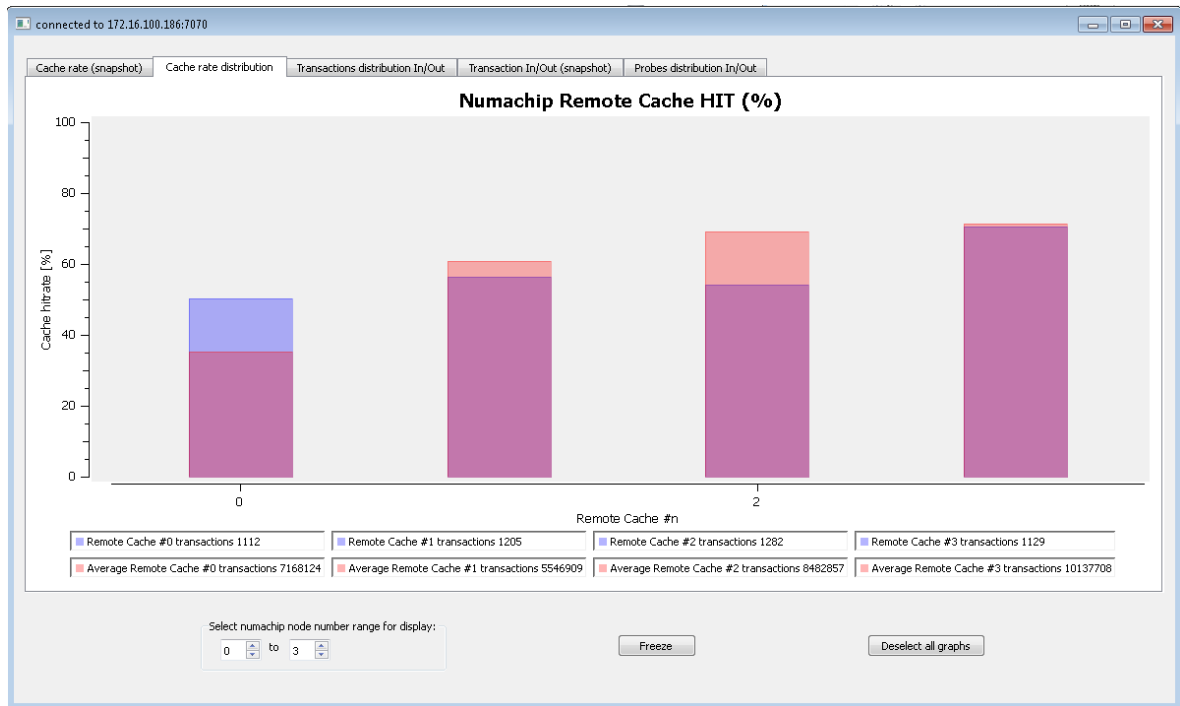 connected to 172.16.100.186:7070
Cache rate (snapshot) Cache rate distribution Transactions distribution In/Out Transaction In/Out (snapshot) Probes distribution In/Out
Numachip Remote Cache HIT (%)
100
80
60
40
20
0
Cache hitrate [%]
0 2
Remote Cache #n
Remote Cache #0 transactions 1112 Remote Cache #1 transactions 1205 Remote Cache #2 transactions 1282 Remote Cache #3 transactions 1129
Average Remote Cache #0 transactions 7168124 Average Remote Cache #1 transactions 5546909 Average Remote Cache #2 transactions 8482857 Average Remote Cache #3 transactions 10137708
Select numachip node number range for display:
0 to 3
Freeze
Deselect all graphs